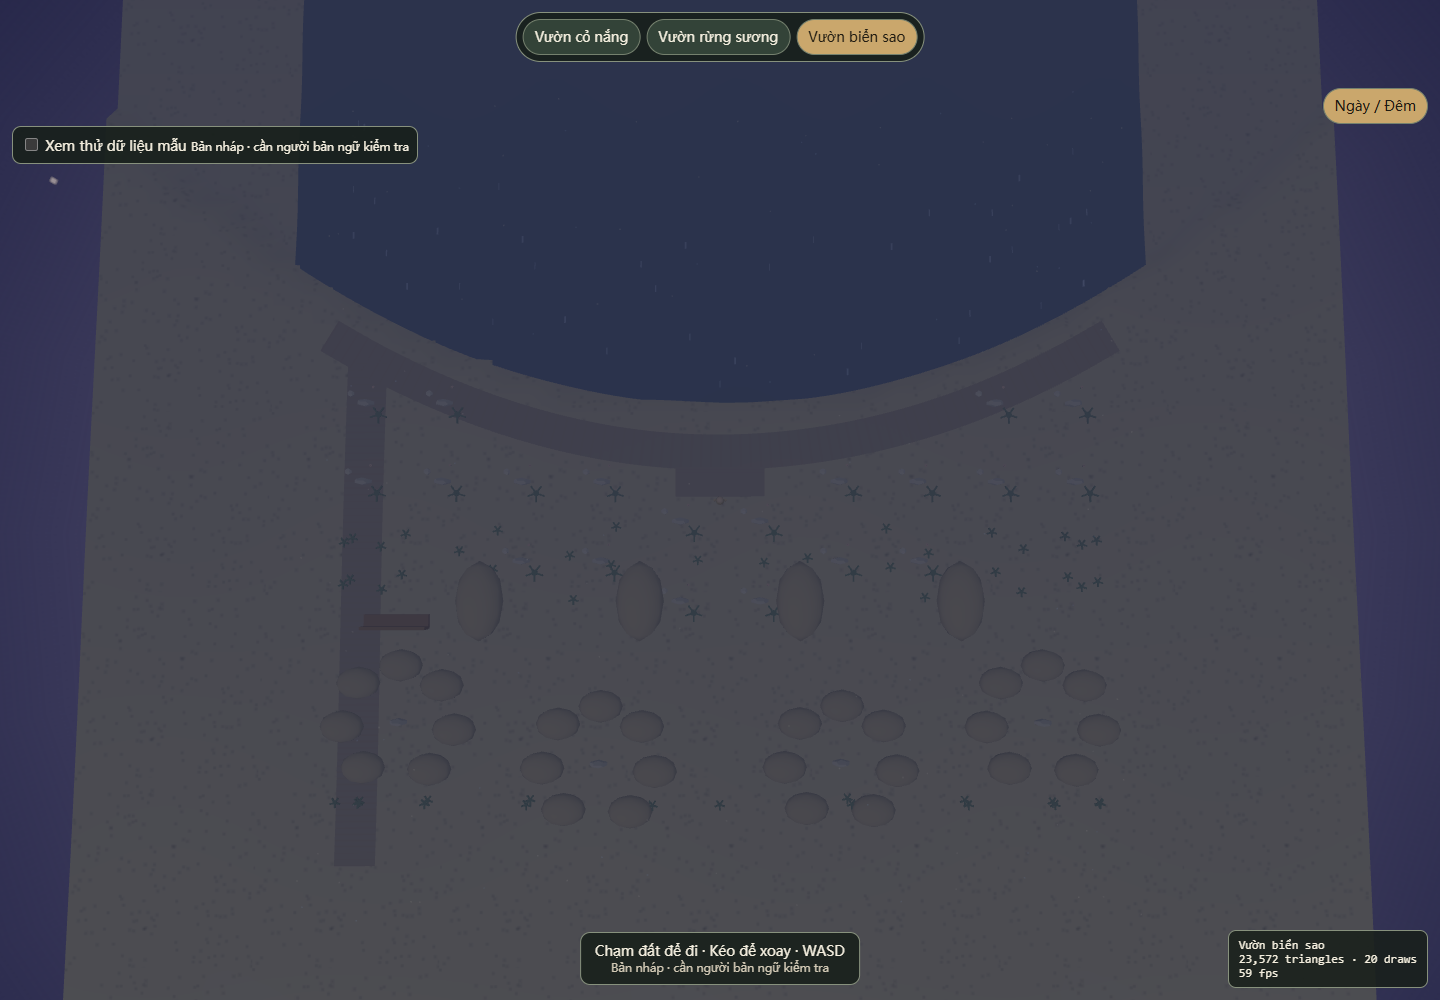 Vườn cỏ nắng
Vườn rừng sương
Vườn biển sao
Ngày / Đêm
Xem thử dữ liệu mẫu Bản nháp · cần người bản ngữ kiểm tra
Chạm đất để đi · Kéo để xoay · WASD
Bản nháp · cần người bản ngữ kiểm tra
Vườn biển sao
23,572 triangles · 20 draws
59 fps